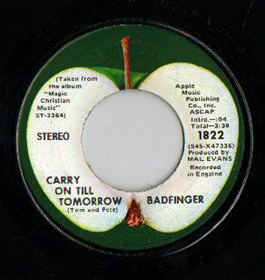 (Taken from
the album
"Magic
Christian
Music"
ST-3364)
STEREO
CARRY
ON TILL
TOMORROW
(Tom and Pete)
Apple
Music
Publishing
Co., Inc.
ASCAP
Intro.—:04
Total—3:38
1822
(S45-X47336)
Produced by
MAL EVANS
Recorded
in England
BADFINGER